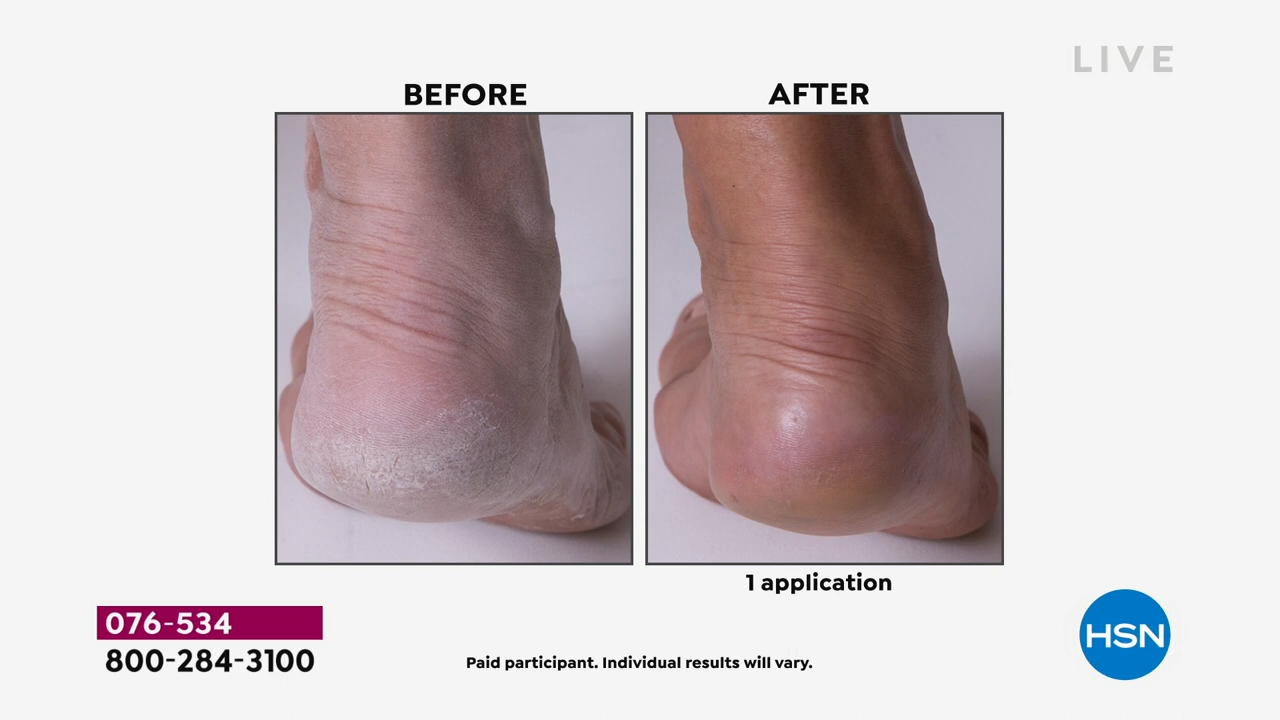 LIVE
BEFORE
AFTER
1 application
076-534
800-284-3100
Paid participant. Individual results will vary.
HSN